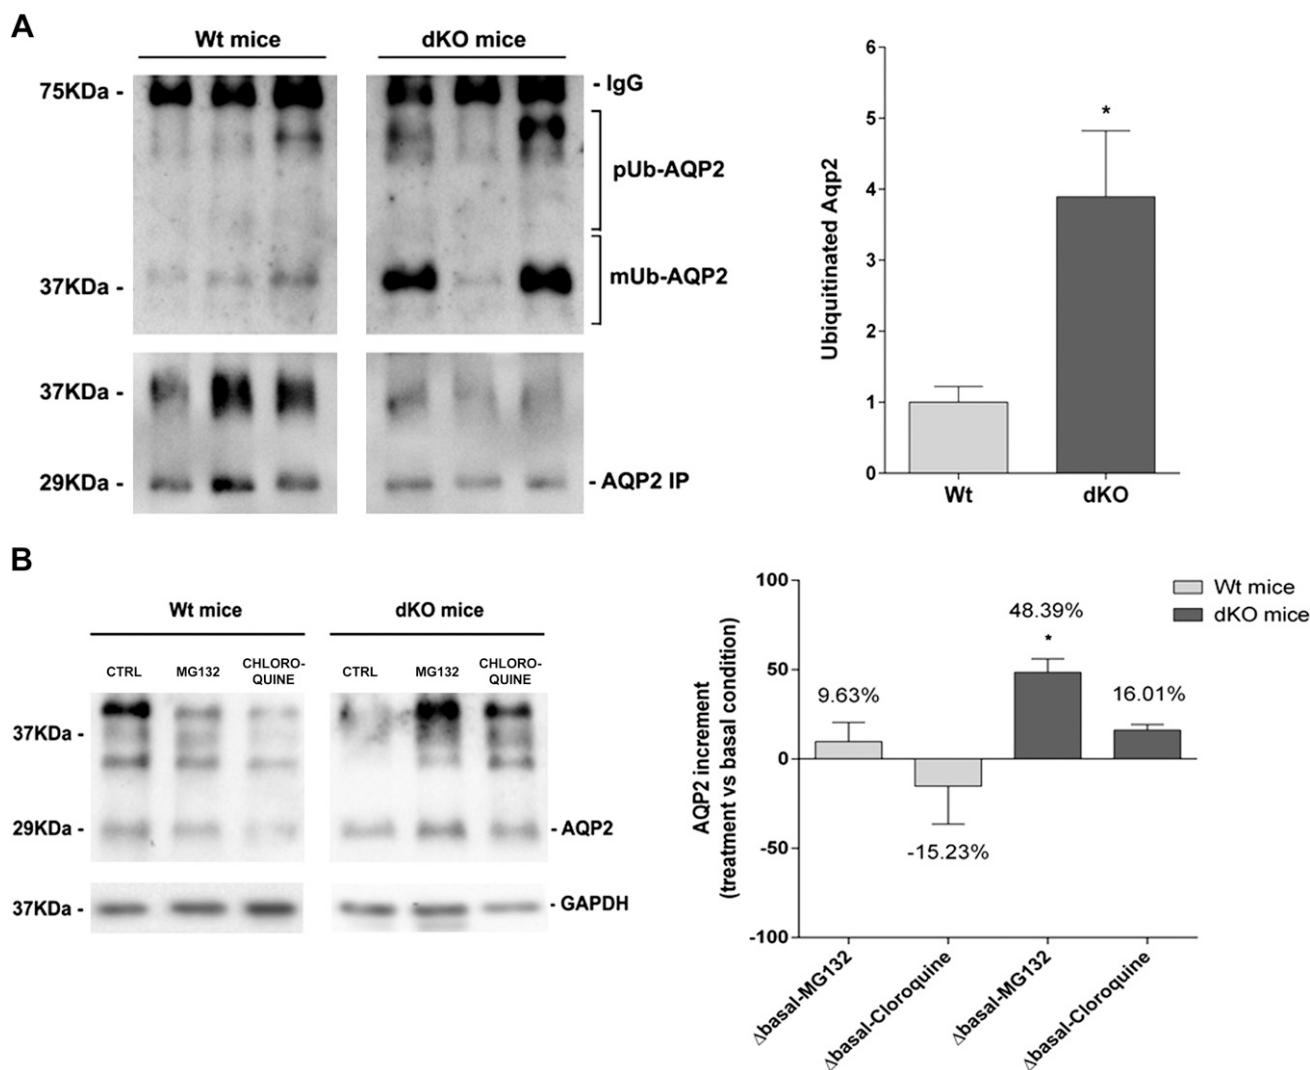 A
Wt mice
dKO mice
75KDa -
- IgG
pUb-AQP2
mUb-AQP2
37KDa -
37KDa -
29KDa -
- AQP2 IP
Ubiquitinated Aqp2
6
5
4
3
2
1
0
*
Wt
dKO
B
Wt mice
dKO mice
CTRL
MG132
CHLORO-
QUINE
CTRL
MG132
CHLORO-
QUINE
37KDa -
29KDa -
- AQP2
37KDa -
- GAPDH
AQP2 increment
(treatment vs basal condition)
100
50
0
-50
-100
Wt mice
dKO mice
9.63%
-15.23%
48.39%
*
16.01%
Δbasal-MG132
Δbasal-Cloroquine
Δbasal-MG132
Δbasal-Cloroquine